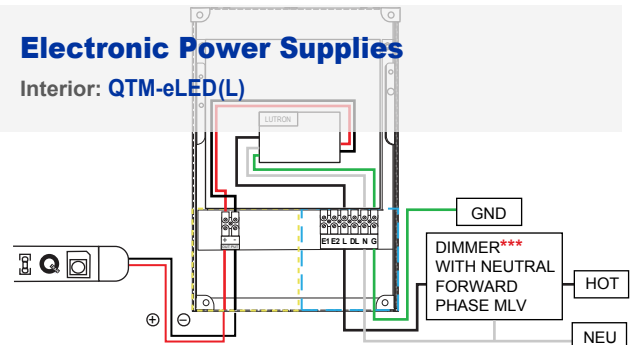 Electronic Power Supplies
Interior: QTM-eLED(L)
LUTRON
E1 E2 L DL N G
+ -
GND
DIMMER***
WITH NEUTRAL
FORWARD
PHASE MLV
HOT
NEU
Q
⊕ ⊖